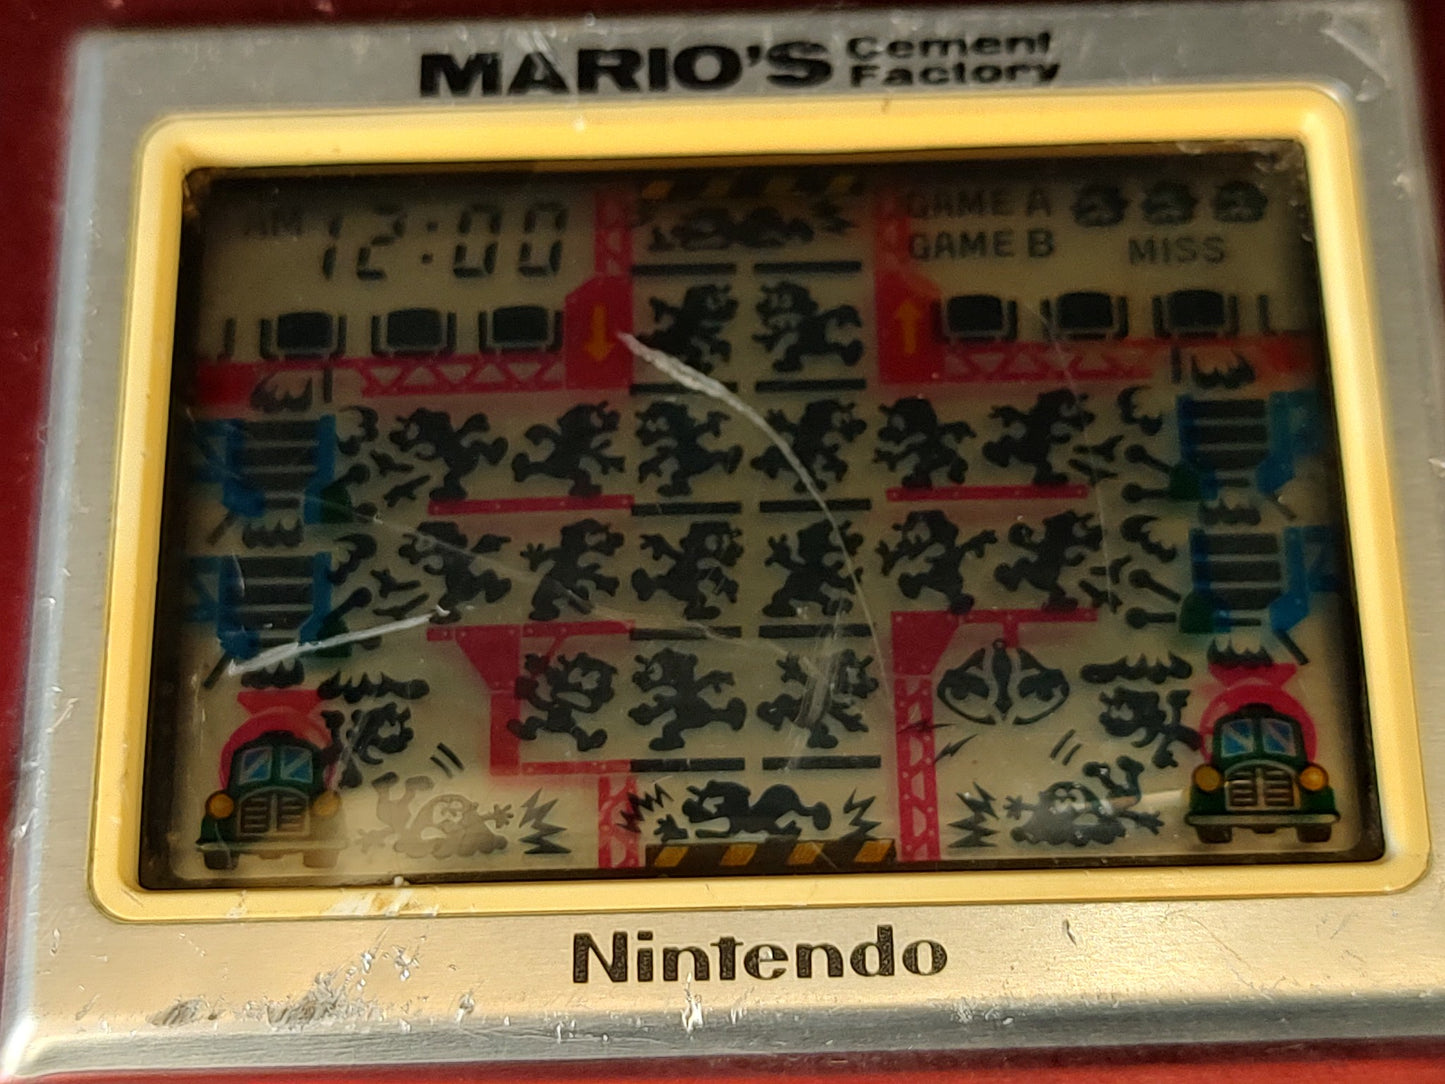 MARIO'S Cement Factory
AM 12:00
GAME A
GAME B
MISS
Nintendo